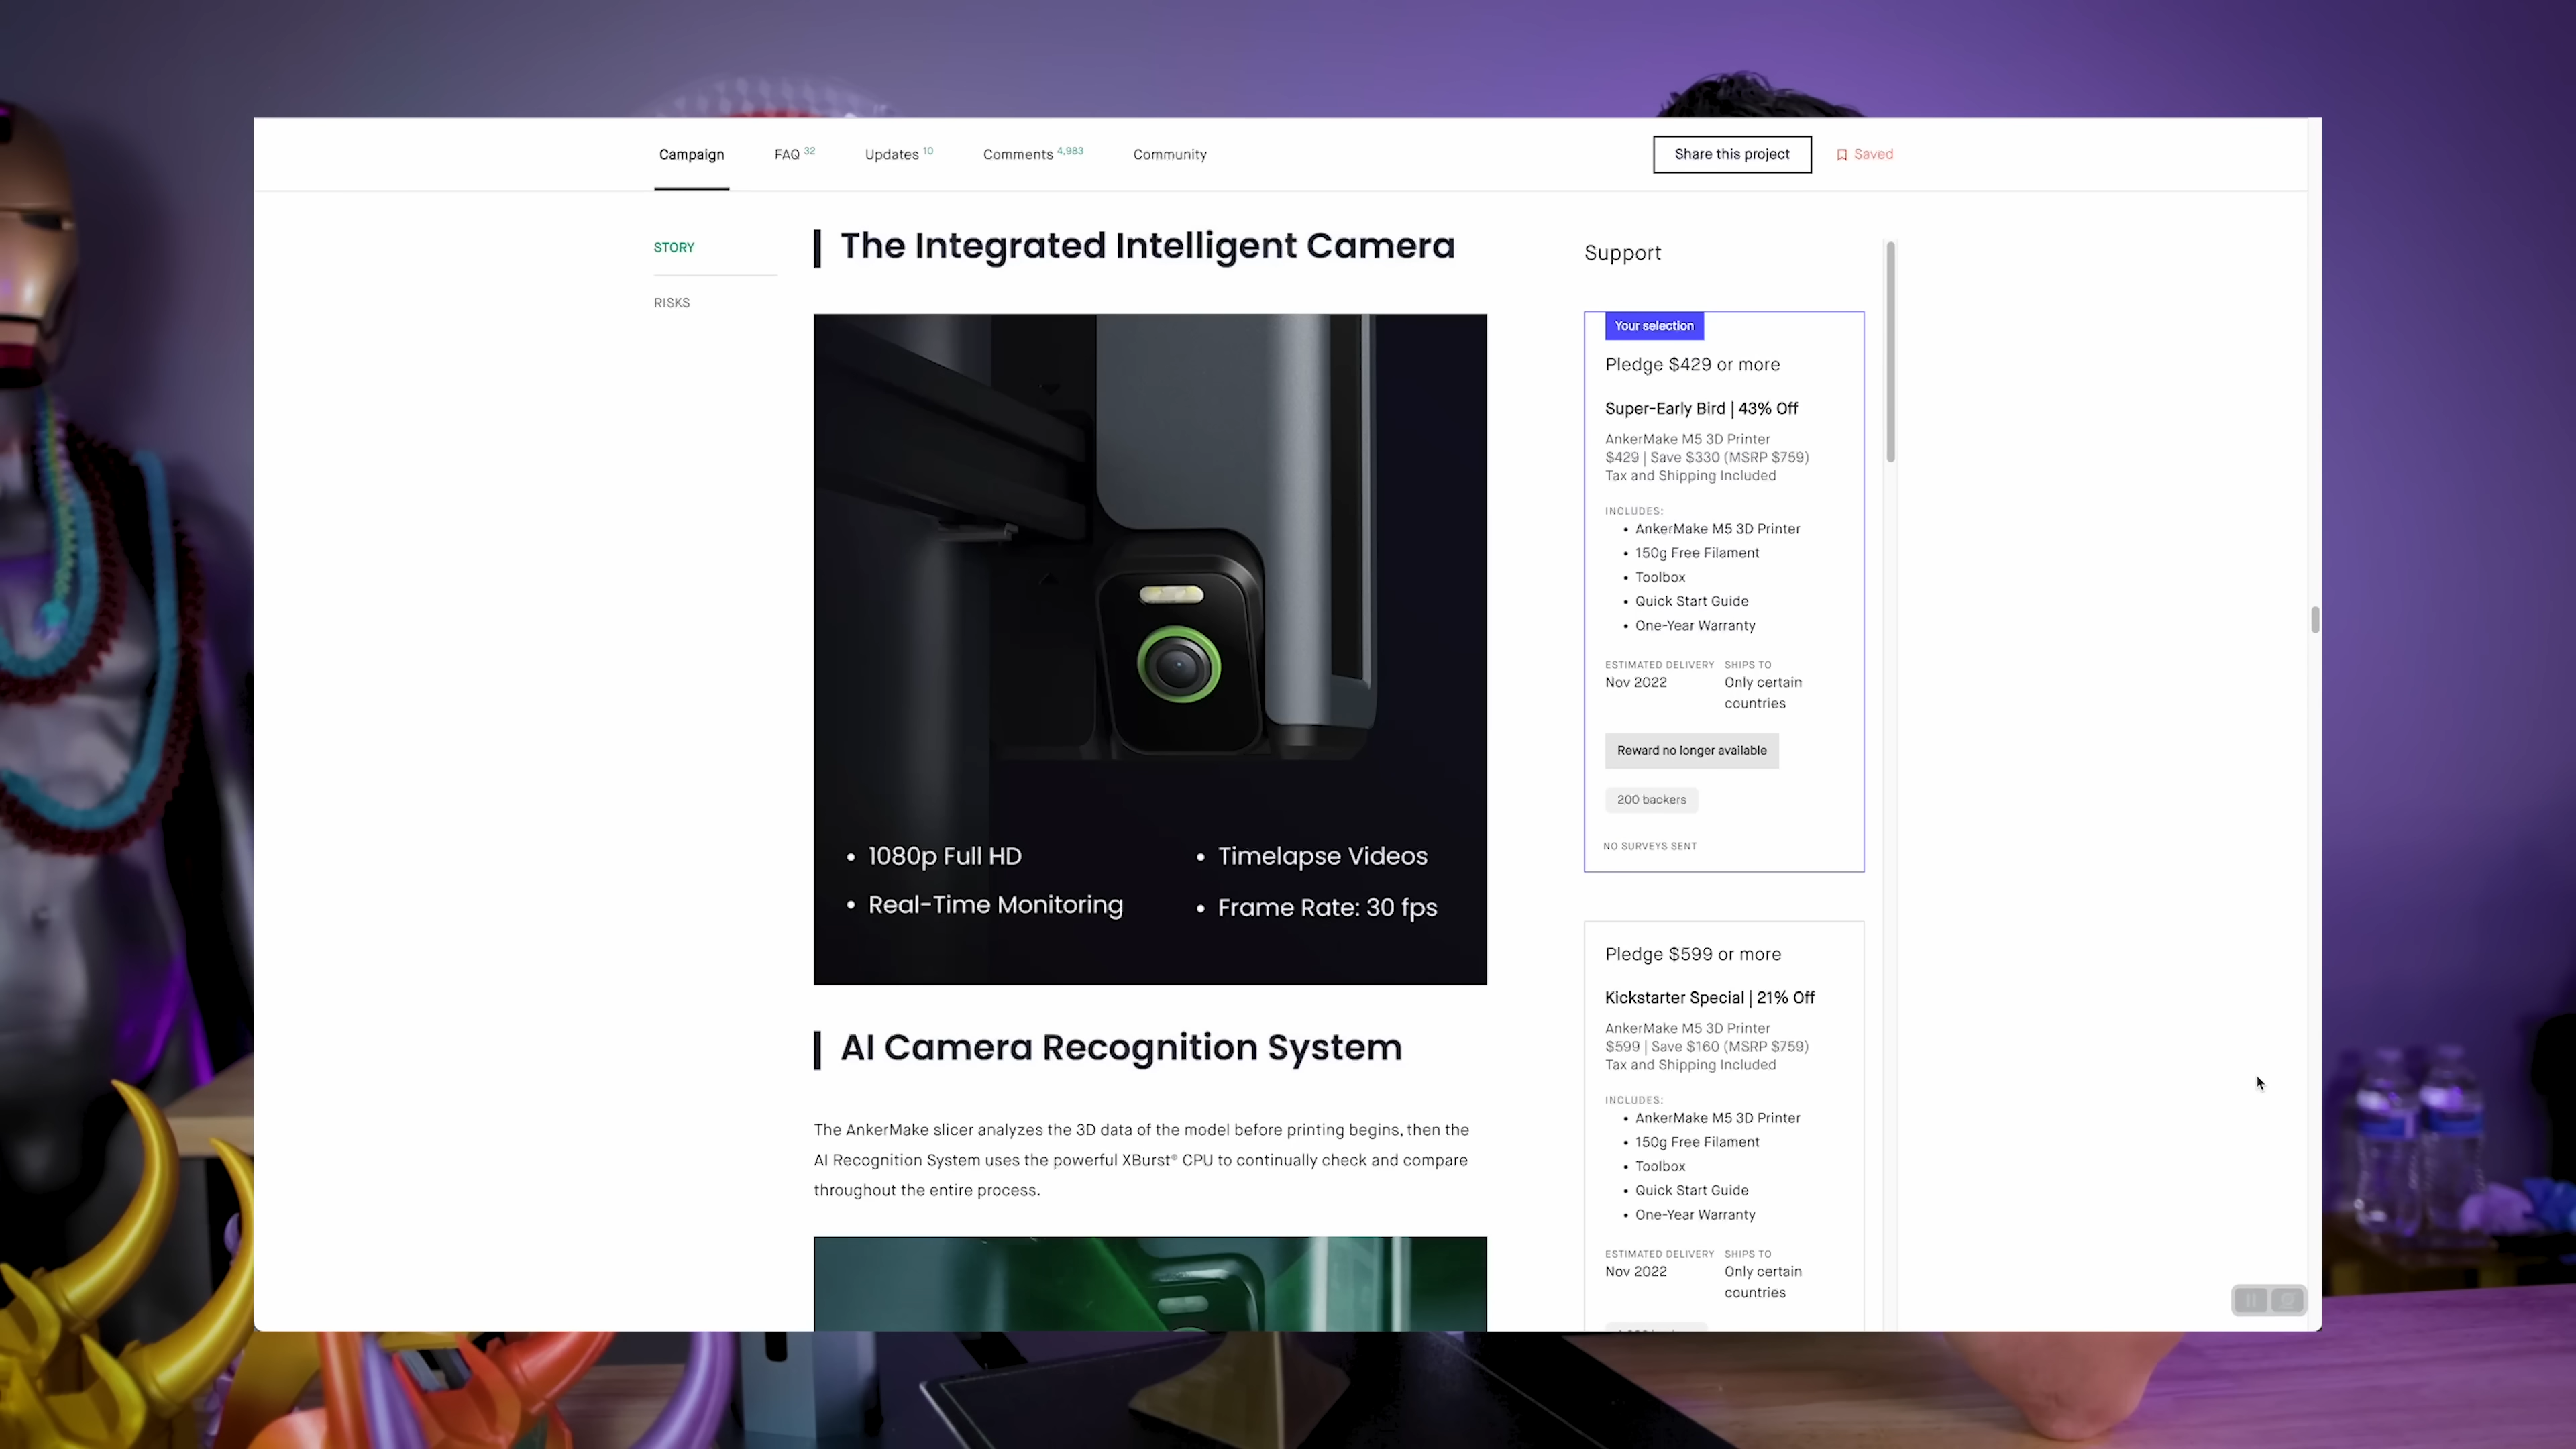 Campaign
FAQ 32
Updates 10
Comments 4,983
Community
Share this project
Saved
STORY
RISKS
The Integrated Intelligent Camera
• 1080p Full HD
• Real-Time Monitoring
• Timelapse Videos
• Frame Rate: 30 fps
AI Camera Recognition System
The AnkerMake slicer analyzes the 3D data of the model before printing begins, then the
AI Recognition System uses the powerful XBurst® CPU to continually check and compare
throughout the entire process.
Support
Your selection
Pledge $429 or more
Super-Early Bird | 43% Off
AnkerMake M5 3D Printer
$429 | Save $330 (MSRP $759)
Tax and Shipping Included
INCLUDES:
• AnkerMake M5 3D Printer
• 150g Free Filament
• Toolbox
• Quick Start Guide
• One-Year Warranty
ESTIMATED DELIVERY
Nov 2022
SHIPS TO
Only certain
countries
Reward no longer available
200 backers
NO SURVEYS SENT
Pledge $599 or more
Kickstarter Special | 21% Off
AnkerMake M5 3D Printer
$599 | Save $160 (MSRP $759)
Tax and Shipping Included
INCLUDES:
• AnkerMake M5 3D Printer
• 150g Free Filament
• Toolbox
• Quick Start Guide
• One-Year Warranty
ESTIMATED DELIVERY
Nov 2022
SHIPS TO
Only certain
countries